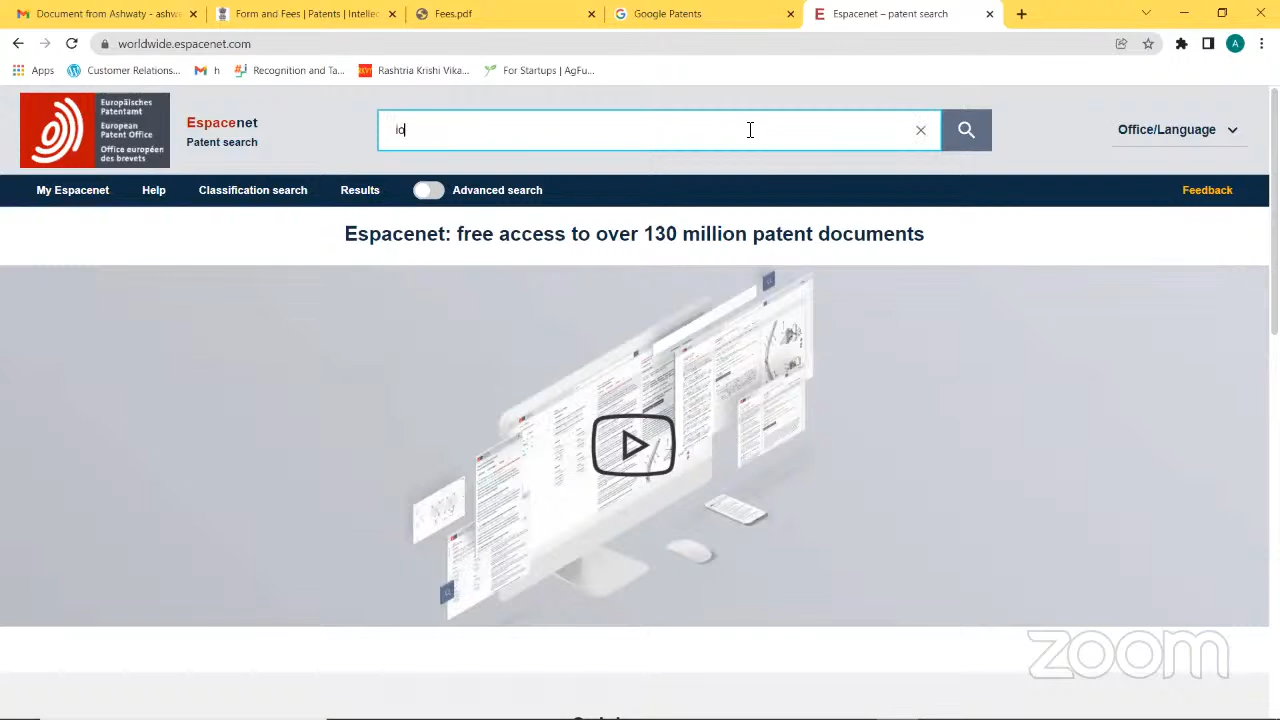 Document from Ashwaty - ashw
Form and Fees | Patents | Intellec
Fees.pdf
Google Patents
Espacenet – patent search
worldwide.espacenet.com
A
Apps
Customer Relations...
h
Recognition and Ta...
Rashtria Krishi Vika...
For Startups | AgFu...
Europäisches
Patentamt
European
Patent Office
Office européen
des brevets
Espacenet
Patent search
io
Office/Language
My Espacenet
Help
Classification search
Results
Advanced search
Feedback
Espacenet: free access to over 130 million patent documents
zoom